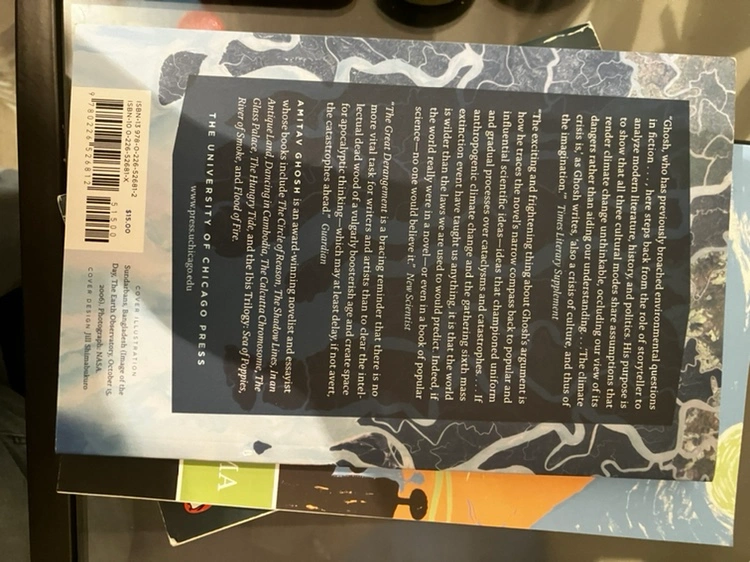 "Ghosh, who has previously broached environmental questions
in fiction . . . , here steps back from the role of storyteller to
analyze modern literature, history, and politics. His purpose is
to show that all three cultural modes share assumptions that
render climate change unthinkable, occluding our view of its
dangers rather than aiding our understanding . . . 'The climate
crisis is,' as Ghosh writes, 'also a crisis of culture, and thus of
the imagination.'" Times Literary Supplement
"The exciting and frightening thing about Ghosh's argument is
how he traces the novel's narrow compass back to popular and
influential scientific ideas—ideas that championed uniform
and gradual processes over cataclysms and catastrophes. . . . If
anthropogenic climate change and the gathering sixth mass
extinction event have taught us anything, it is that the world
is wilder than the laws we are used to would predict. Indeed, if
the world really were in a novel—or even in a book of popular
science—no one would believe it." New Scientist
"The Great Derangement is a bracing reminder that there is no
more vital task for writers and artists than to clear the intel-
lectual dead wood of a vulgarly boosterish age and create space
for apocalyptic thinking—which may at least delay, if not avert,
the catastrophes ahead." Guardian
AMITAV GHOSH is an award-winning novelist and essayist
whose books include The Circle of Reason, The Shadow Lines, In an
Antique Land, Dancing in Cambodia, The Calcutta Chromosome, The
Glass Palace, The Hungry Tide, and the Ibis Trilogy: Sea of Poppies,
River of Smoke, and Flood of Fire.
THE UNIVERSITY OF CHICAGO PRESS
www.press.uchicago.edu
ISBN-13: 978-0-226-52681-2
ISBN-10: 0-226-52681-X
$15.00
51500
9 780226 526812
COVER ILLUSTRATION
Sundarbans, Bangladesh (Image of the
Day, The Earth Observatory, October 15,
2006). Photograph: NASA.
COVER DESIGN Jill Shimabukuro
MA